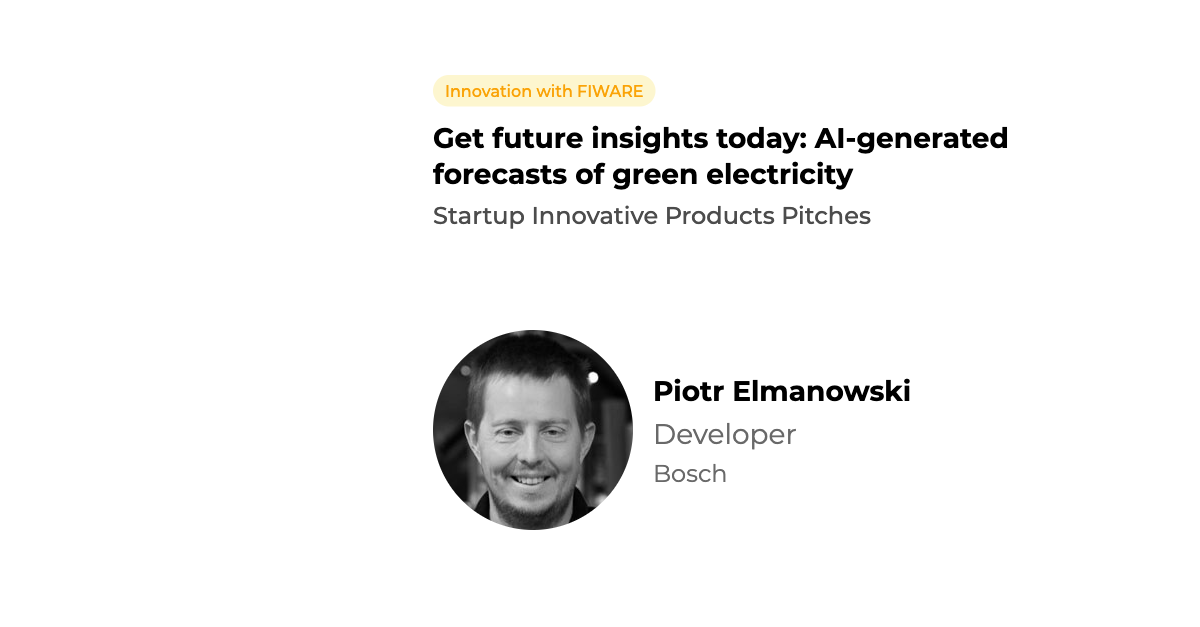 Innovation with FIWARE
Get future insights today: AI-generated
forecasts of green electricity
Startup Innovative Products Pitches
Piotr Elmanowski
Developer
Bosch